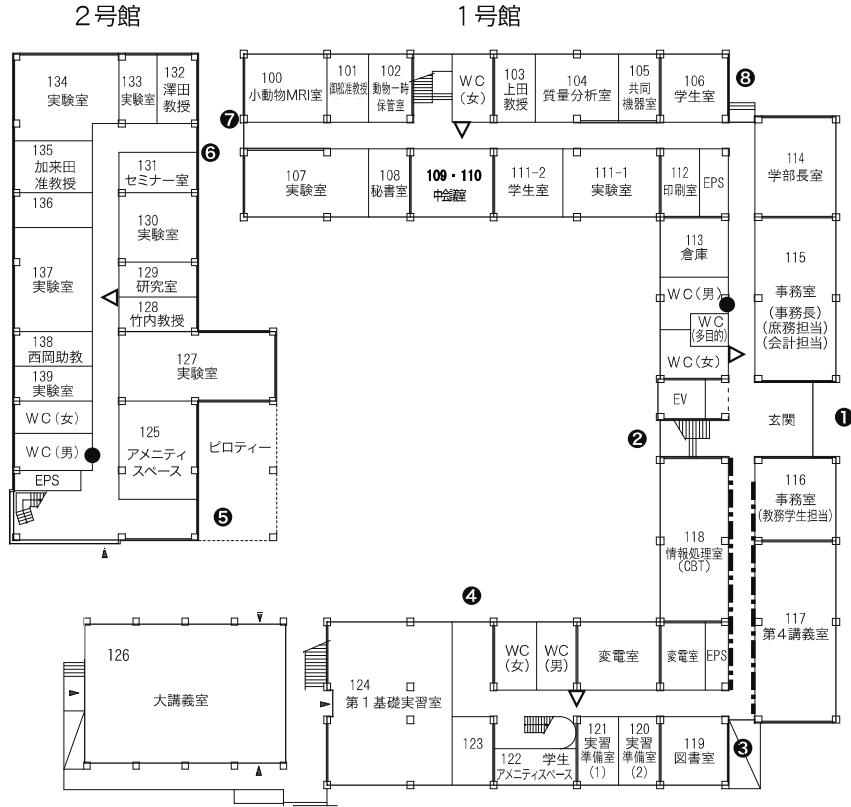 2号館
1号館
134
実験室
133
実験室
132
澤田
教授
135
加来田
准教授
136
131
セミナー室
130
実験室
137
実験室
129
研究室
128
竹内教授
138
西岡助教
127
実験室
139
実験室
WC(女)
WC(男)
125
アメニティ
スペース
ピロティー
EPS
❻
❺
100
小動物MRI室
101
御舩准教授
102
動物一時
保管室
WC
(女)
103
上田
教授
104
質量分析室
105
共同
機器室
106
学生室
❽
❼
107
実験室
108
秘書室
109・110
中会議室
111-2
学生室
111-1
実験室
112
印刷室
EPS
114
学部長室
113
倉庫
WC(男)
WC
(多目的)
WC(女)
115
事務室
(事務長)
(庶務担当)
(会計担当)
EV
玄関
❶
❷
116
事務室
(教務学生担当)
118
情報処理室
(CBT)
117
第4講義室
❹
126
大講義室
124
第1基礎実習室
WC
(女)
WC
(男)
変電室
変電室
EPS
123
122
学生
アメニティスペース
121
実習
準備室
(1)
120
実習
準備室
(2)
119
図書室
❸